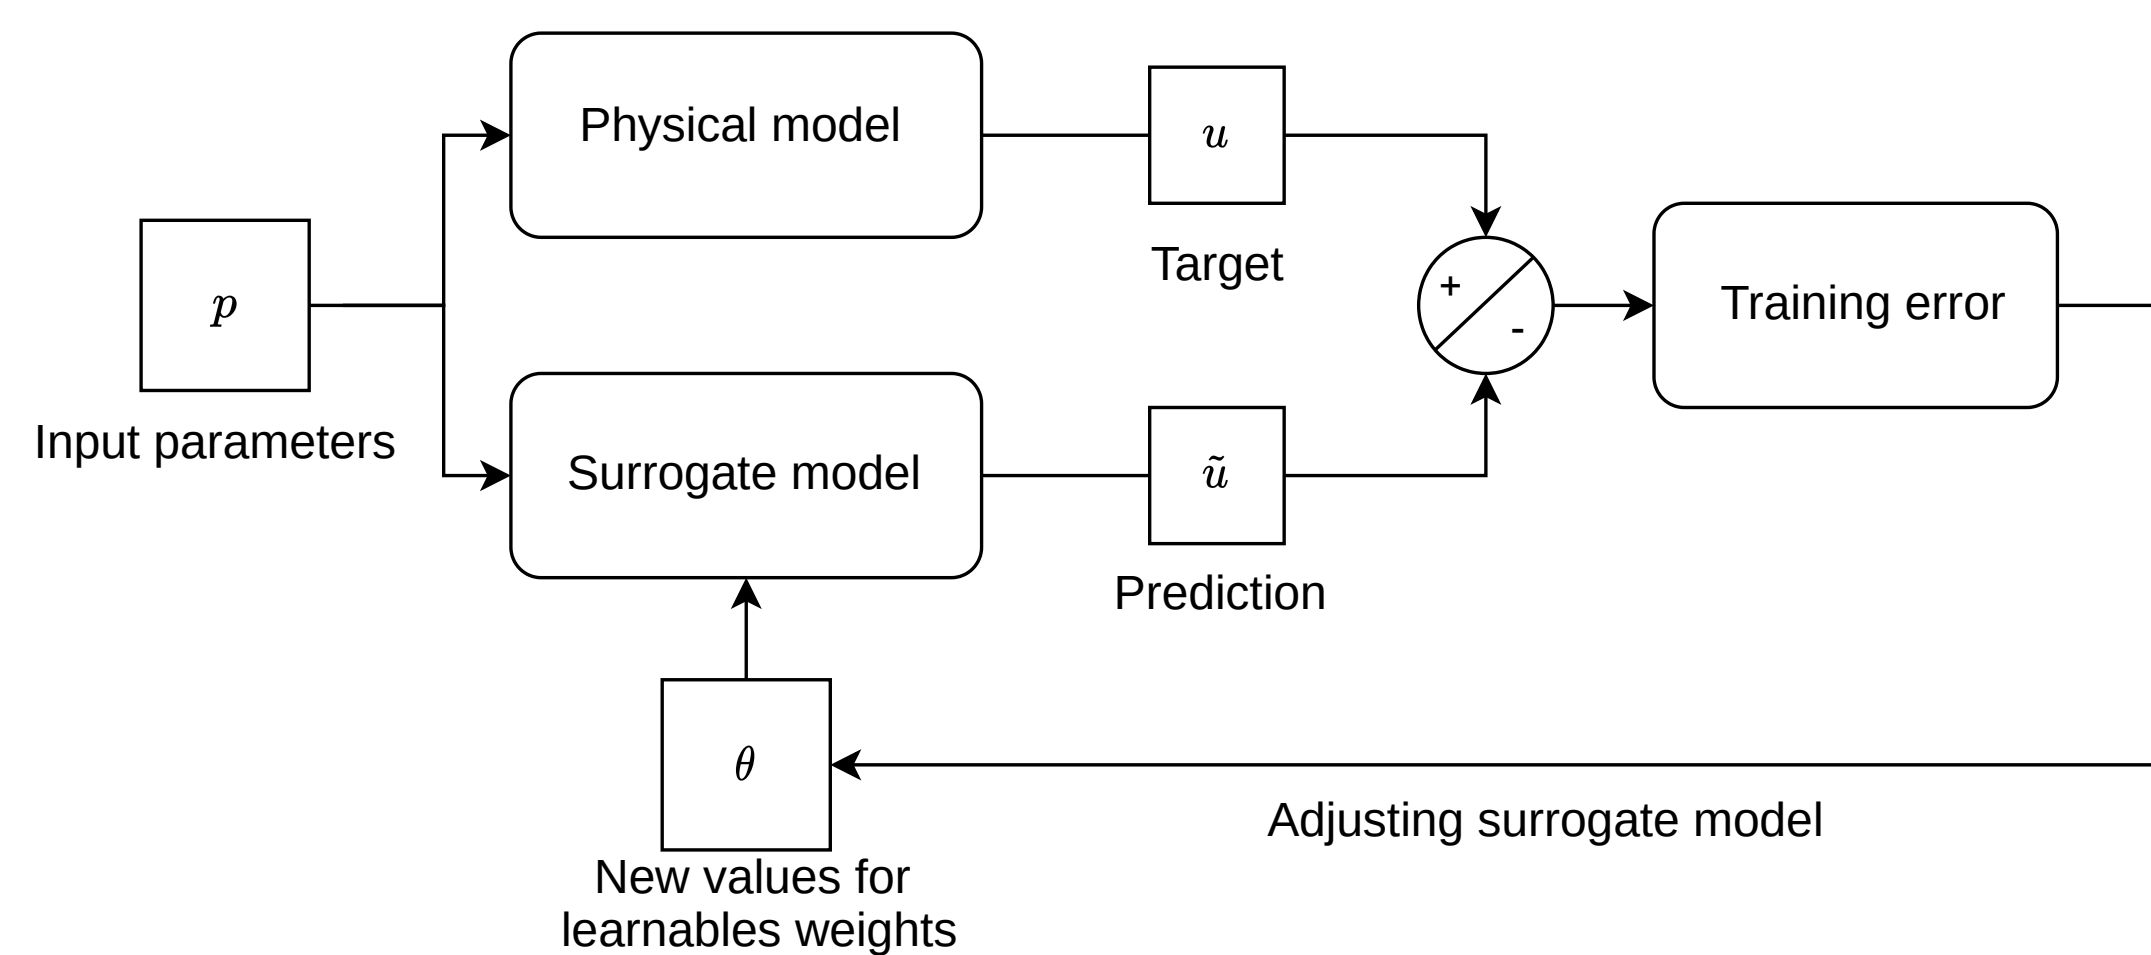 Physical model
u
Target
p
Input parameters
+
-
Training error
Surrogate model
ũ
Prediction
θ
Adjusting surrogate model
New values for
learnables weights